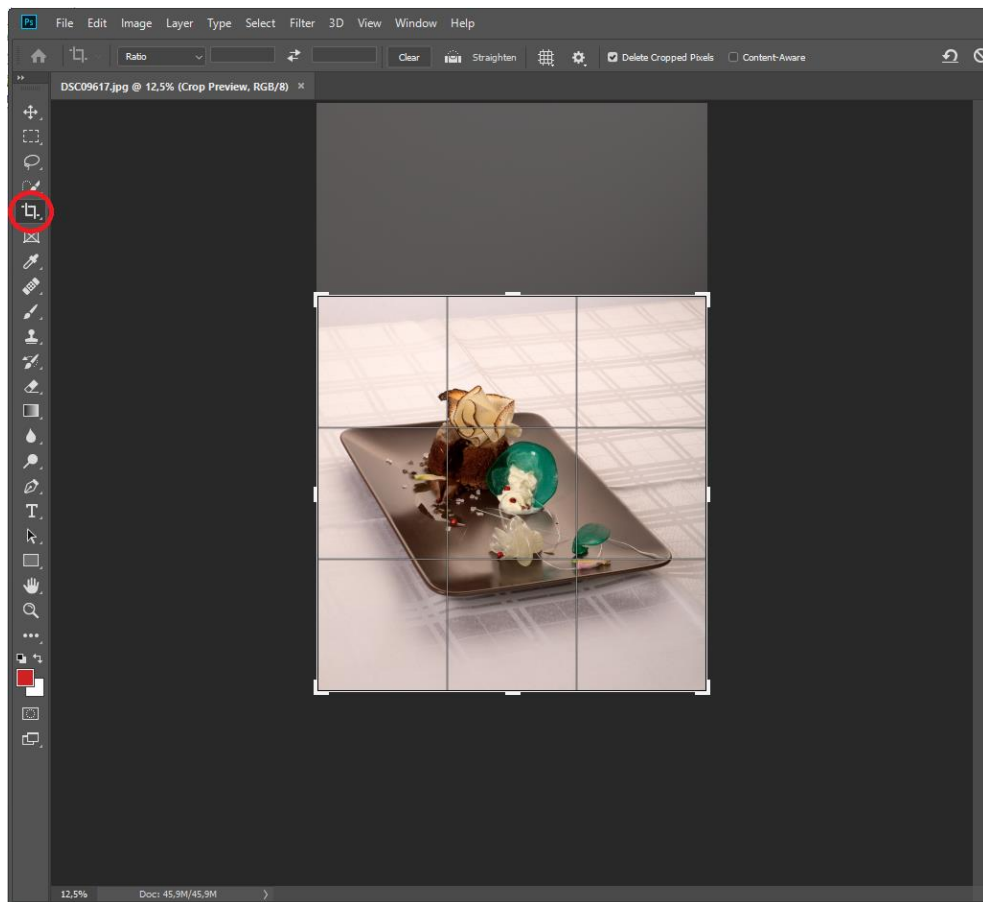 Ps File Edit Image Layer Type Select Filter 3D View Window Help
Ratio Clear Straighten Delete Cropped Pixels Content-Aware
DSC09617.jpg @ 12,5% (Crop Preview, RGB/8) ×
T
12,5% Doc: 45,9M/45,9M